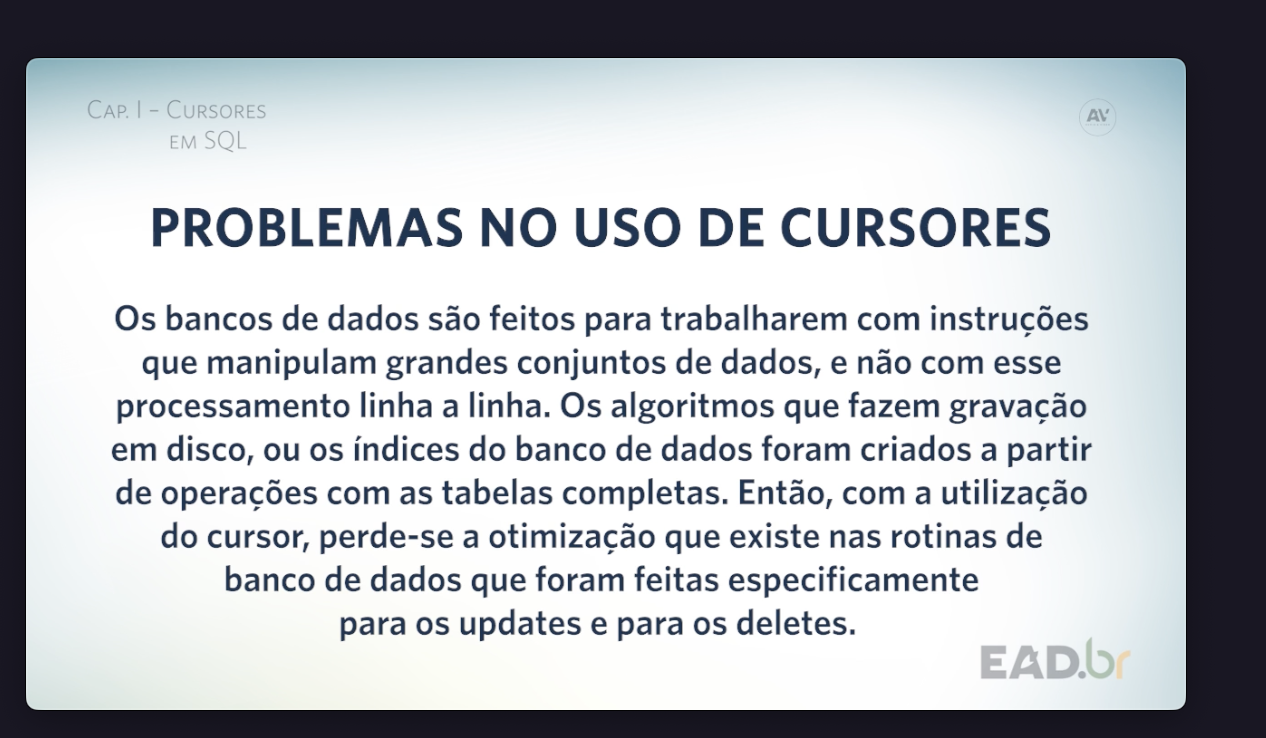 Cap. I – Cursores
em SQL
AV
PROBLEMAS NO USO DE CURSORES
Os bancos de dados são feitos para trabalharem com instruções
que manipulam grandes conjuntos de dados, e não com esse
processamento linha a linha. Os algoritmos que fazem gravação
em disco, ou os índices do banco de dados foram criados a partir
de operações com as tabelas completas. Então, com a utilização
do cursor, perde-se a otimização que existe nas rotinas de
banco de dados que foram feitas especificamente
para os updates e para os deletes.
EAD.br